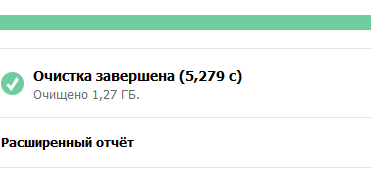 Очистка завершена (5,279 с)
Очищено 1,27 ГБ.
Расширенный отчёт